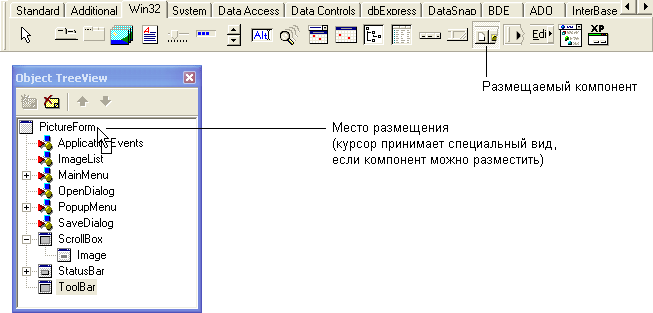 Standard Additional Win32 System Data Access Data Controls dbExpress DataSnap BDE ADO InterBase
Ab|
Edi
XP
Размещаемый компонент
Object TreeView
PictureForm
Место размещения
(курсор принимает специальный вид,
если компонент можно разместить)
ApplicationEvents
ImageList
MainMenu
OpenDialog
PopupMenu
SaveDialog
ScrollBox
Image
StatusBar
ToolBar